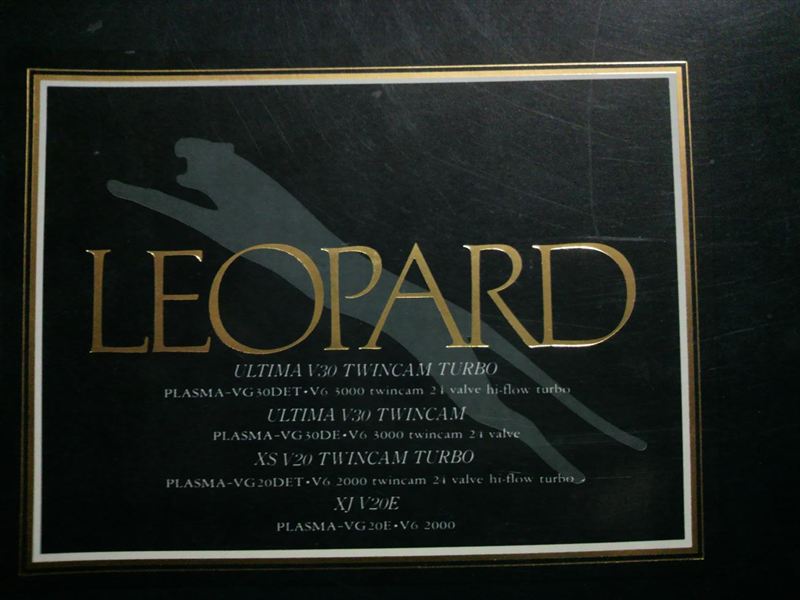 LEOPARD
ULTIMA V30 TWINCAM TURBO
PLASMA-VG30DET•V6 3000 twincam 24 valve hi-flow turbo
ULTIMA V30 TWINCAM
PLASMA-VG30DE•V6 3000 twincam 24 valve
XS V20 TWINCAM TURBO
PLASMA-VG20DET•V6 2000 twincam 24 valve hi-flow turbo
XJ V20E
PLASMA-VG20E•V6 2000